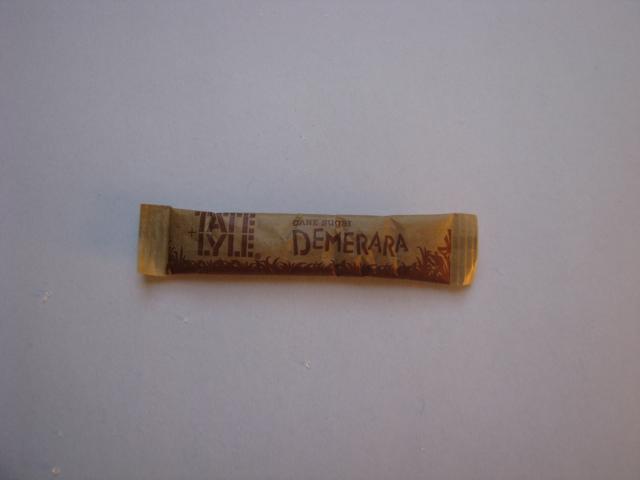 TATE
+
LYLE®
CANE SUGAR
DEMERARA